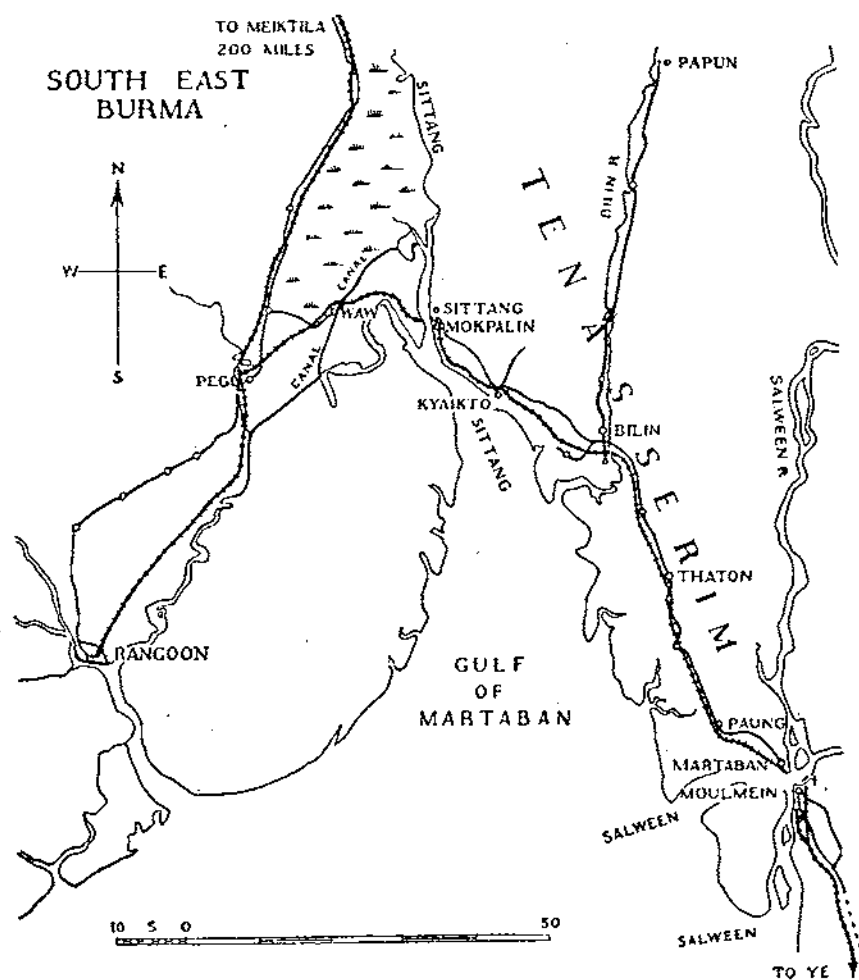 TO MEIKTILA
200 MILES
SOUTH EAST
BURMA
SITTANG
PAPUN
N
W
E
S
BILIN R
TENASSERIM
CANAL
WAW
SITTANG
MOKPALIN
PEGU
CANAL
KYAIKTO
SITTANG
BILIN
SALWEEN R
THATON
RANGOON
GULF
OF
MARTABAN
PAUNG
MARTABAN
MOULMEIN
SALWEEN
10 5 0 50
SALWEEN
TO YE